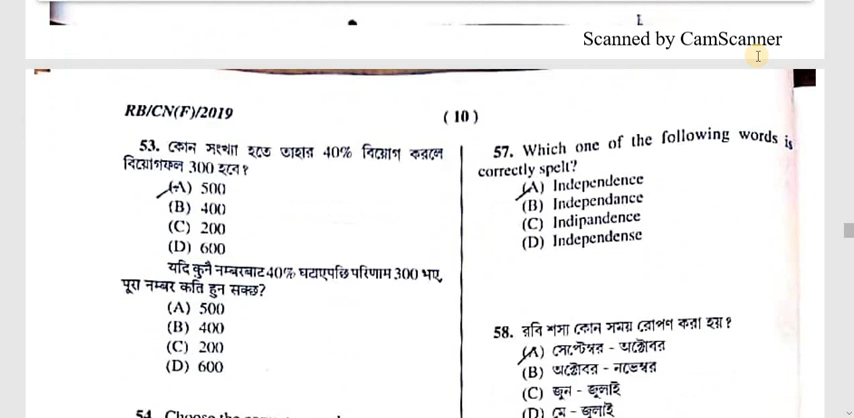 Scanned by CamScanner
RB/CN(F)/2019
( 10 )
53. কোন সংখ্যা হতে তাহার 40% বিয়োগ করলে
বিয়োগফল 300 হবে?
(A) 500
(B) 400
(C) 200
(D) 600
यदि कुनै नम्बरबाट 40% घटाएपछि परिणाम 300 भए,
पूरा नम्बर कति हुन सक्छ?
(A) 500
(B) 400
(C) 200
(D) 600
57. Which one of the following words is
correctly spelt?
(A) Independence
(B) Independance
(C) Indipandence
(D) Independense
58. রবি শস্য কোন সময় রোপণ করা হয়?
(A) সেপ্টেম্বর - অক্টোবর
(B) অক্টোবর - নভেম্বর
(C) জুন - জুলাই
(D) মে - জুলাই
54. Choose the